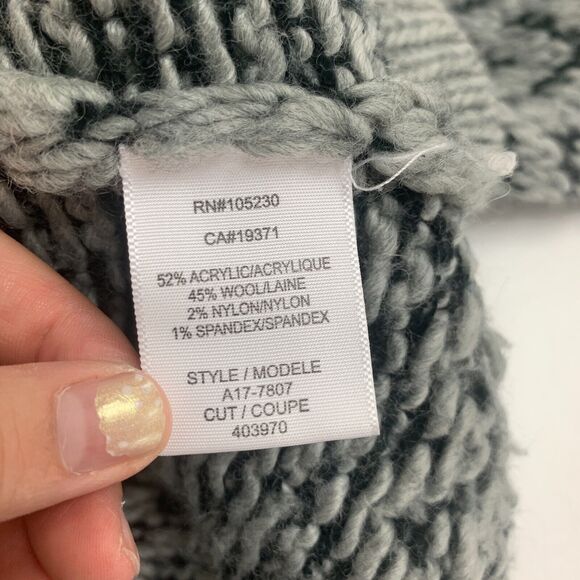 RN#105230
CA#19371
52% ACRYLIC/ACRYLIQUE
45% WOOL/LAINE
2% NYLON/NYLON
1% SPANDEX/SPANDEX
STYLE / MODELE
A17-7807
CUT / COUPE
403970